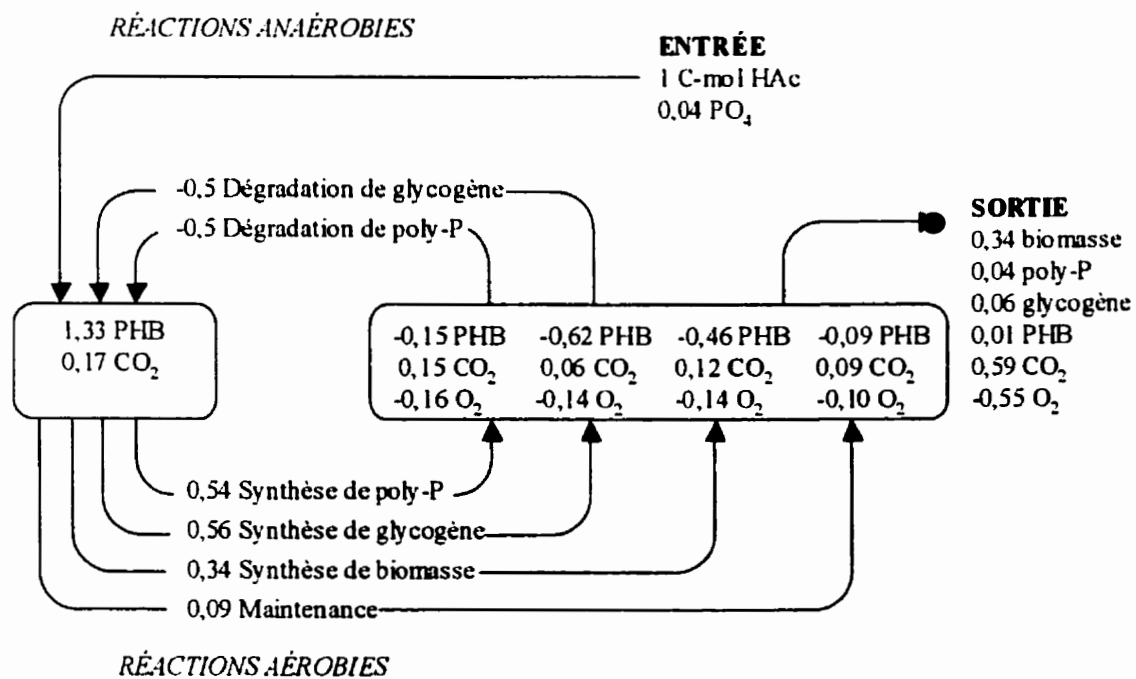 RÉACTIONS ANAÉROBIES
ENTRÉE
1 C-mol HAc
0,04 PO₄
-0,5 Dégradation de glycogène
-0,5 Dégradation de poly-P
SORTIE
0,34 biomasse
0,04 poly-P
0,06 glycogène
0,01 PHB
0,59 CO₂
-0,55 O₂
1,33 PHB
0,17 CO₂
-0,15 PHB -0,62 PHB -0,46 PHB -0,09 PHB
0,15 CO₂ 0,06 CO₂ 0,12 CO₂ 0,09 CO₂
-0,16 O₂ -0,14 O₂ -0,14 O₂ -0,10 O₂
0,54 Synthèse de poly-P
0,56 Synthèse de glycogène
0,34 Synthèse de biomasse
0,09 Maintenance
RÉACTIONS AÉROBIES